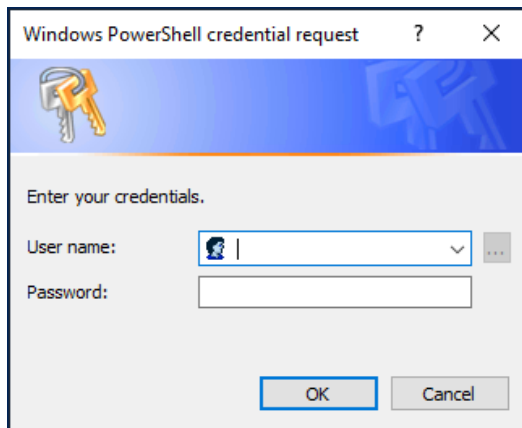 Windows PowerShell credential request ?
Enter your credentials.
User name:
...
Password:
OK Cancel